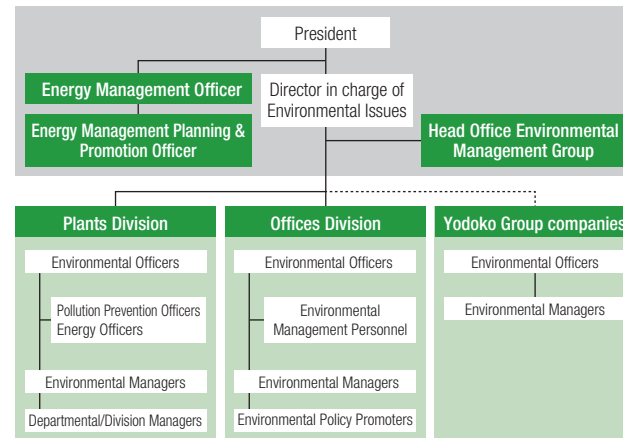 President
Energy Management Officer
Director in charge of
Environmental Issues
Energy Management Planning &
Promotion Officer
Head Office Environmental
Management Group
Plants Division
Environmental Officers
Pollution Prevention Officers
Energy Officers
Environmental Managers
Departmental/Division Managers
Offices Division
Environmental Officers
Environmental
Management Personnel
Environmental Managers
Environmental Policy Promoters
Yodoko Group companies
Environmental Officers
Environmental Managers